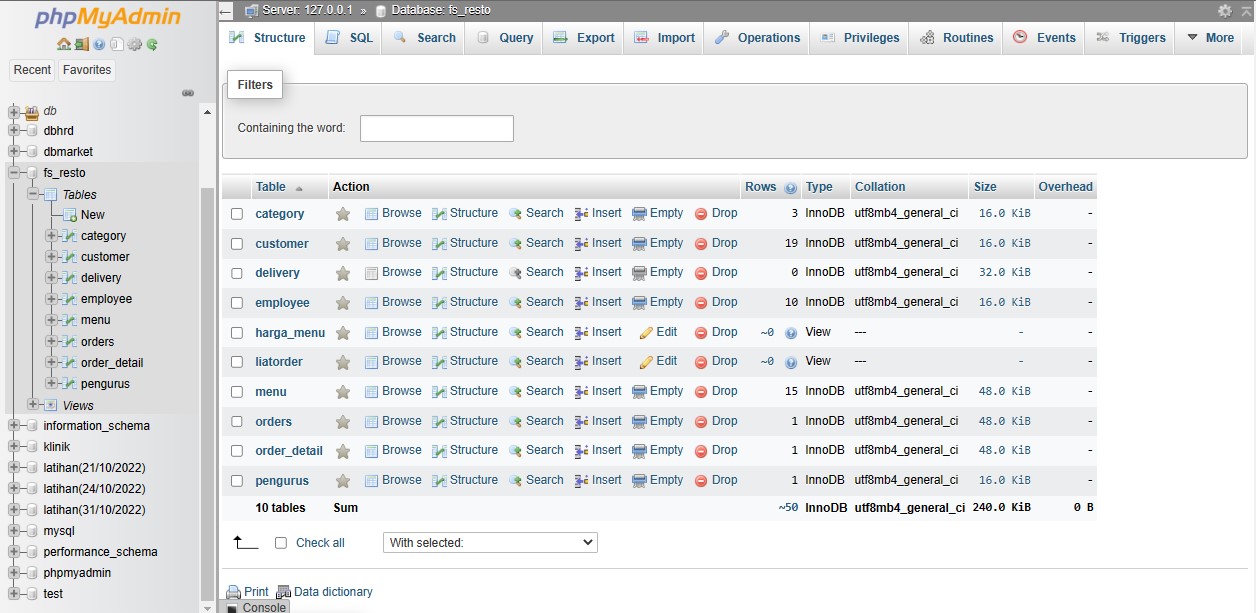 phpMyAdmin
Recent Favorites
db
dbhrd
dbmarket
fs_resto
Tables
New
category
customer
delivery
employee
menu
orders
order_detail
pengurus
Views
information_schema
klinik
latihan(21/10/2022)
latihan(24/10/2022)
latihan(31/10/2022)
mysql
performance_schema
phpmyadmin
test
← Server: 127.0.0.1 » Database: fs_resto
Structure SQL Search Query Export Import Operations Privileges Routines Events Triggers More
Filters
Containing the word:
Table Action Rows Type Collation Size Overhead
category Browse Structure Search Insert Empty Drop 3 InnoDB utf8mb4_general_ci 16.0 KiB -
customer Browse Structure Search Insert Empty Drop 19 InnoDB utf8mb4_general_ci 16.0 KiB -
delivery Browse Structure Search Insert Empty Drop 0 InnoDB utf8mb4_general_ci 32.0 KiB -
employee Browse Structure Search Insert Empty Drop 10 InnoDB utf8mb4_general_ci 16.0 KiB -
harga_menu Browse Structure Search Insert Edit Drop ~0 View --- - -
liatorder Browse Structure Search Insert Edit Drop ~0 View --- - -
menu Browse Structure Search Insert Empty Drop 15 InnoDB utf8mb4_general_ci 48.0 KiB -
orders Browse Structure Search Insert Empty Drop 1 InnoDB utf8mb4_general_ci 48.0 KiB -
order_detail Browse Structure Search Insert Empty Drop 1 InnoDB utf8mb4_general_ci 48.0 KiB -
pengurus Browse Structure Search Insert Empty Drop 1 InnoDB utf8mb4_general_ci 16.0 KiB -
10 tables Sum ~50 InnoDB utf8mb4_general_ci 240.0 KiB 0 B
Check all With selected:
Print Data dictionary
Console